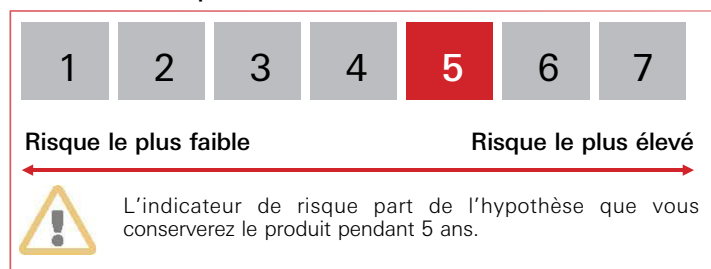 1 2 3 4 5 6 7
Risque le plus faible Risque le plus élevé
L'indicateur de risque part de l'hypothèse que vous
conserverez le produit pendant 5 ans.